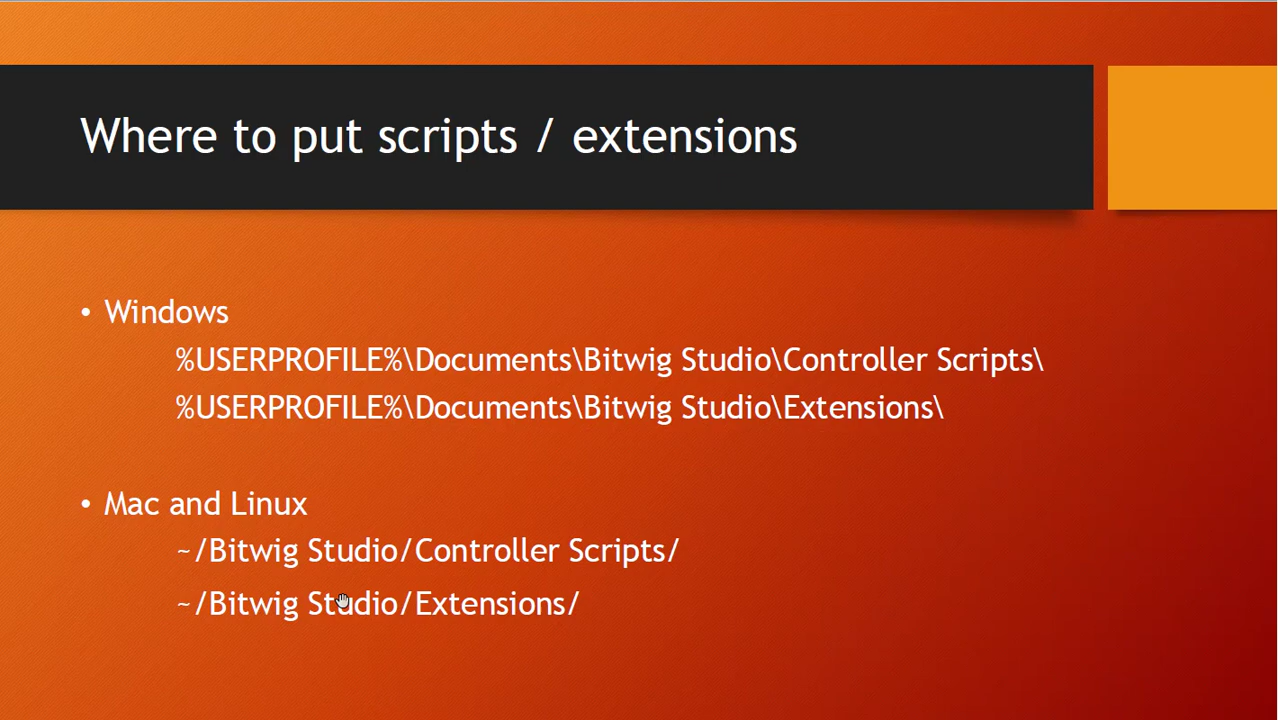 Where to put scripts / extensions
• Windows
%USERPROFILE%\Documents\Bitwig Studio\Controller Scripts\
%USERPROFILE%\Documents\Bitwig Studio\Extensions\
• Mac and Linux
~/Bitwig Studio/Controller Scripts/
~/Bitwig Studio/Extensions/